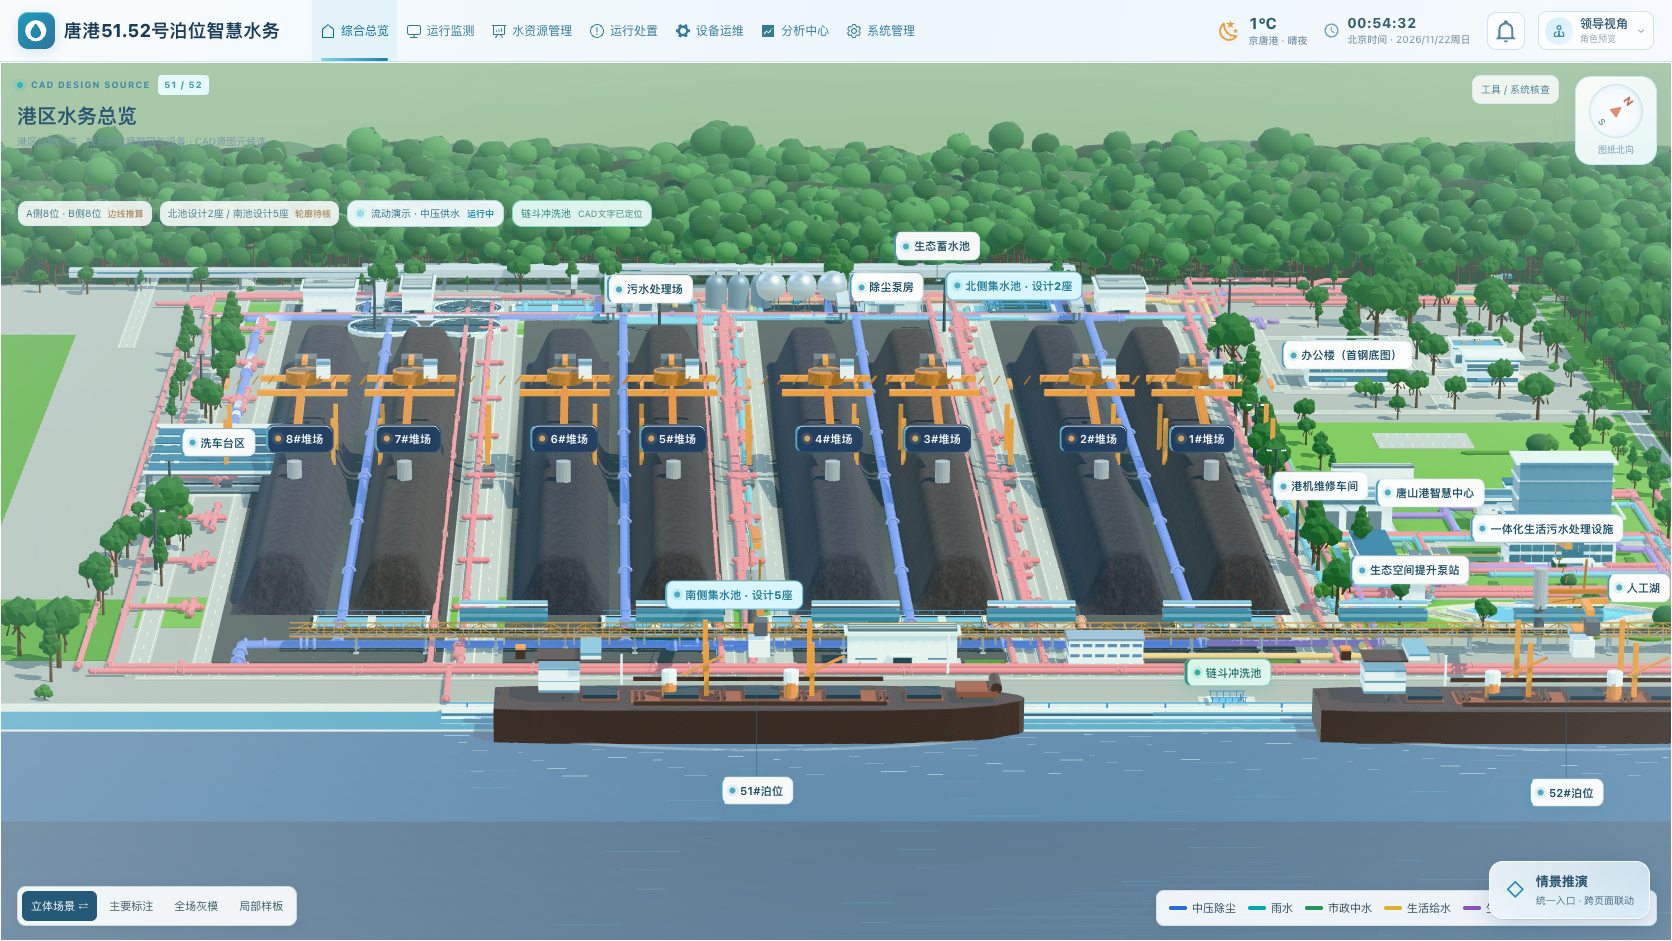 唐港51.52号泊位智慧水务
综合总览
运行监测
水资源管理
运行处置
设备运维
分析中心
系统管理
1°C
京唐港 · 晴夜
00:54:32
北京时间 · 2026/11/22周日
领导视角
角色预览
CAD DESIGN SOURCE
51 / 52
港区水务总览
工具 / 系统核查
N
S
图纸北向
A侧8位 · B侧8位 边线推算
北池设计2座 / 南池设计5座 轮廓待核
流动演示 · 中压供水 运行中
链斗冲洗池 CAD文字已定位
生态蓄水池
污水处理场
除尘泵房
北侧集水池 · 设计2座
办公楼（首钢底图）
洗车台区
8#堆场
7#堆场
6#堆场
5#堆场
4#堆场
3#堆场
2#堆场
1#堆场
港机维修车间
唐山港智慧中心
一体化生活污水处理设施
生态空间提升泵站
人工湖
南侧集水池 · 设计5座
链斗冲洗池
51#泊位
52#泊位
立体场景
主要标注
全场灰模
局部样板
中压除尘
雨水
市政中水
生活给水
情景推演
统一入口 · 跨页面联动